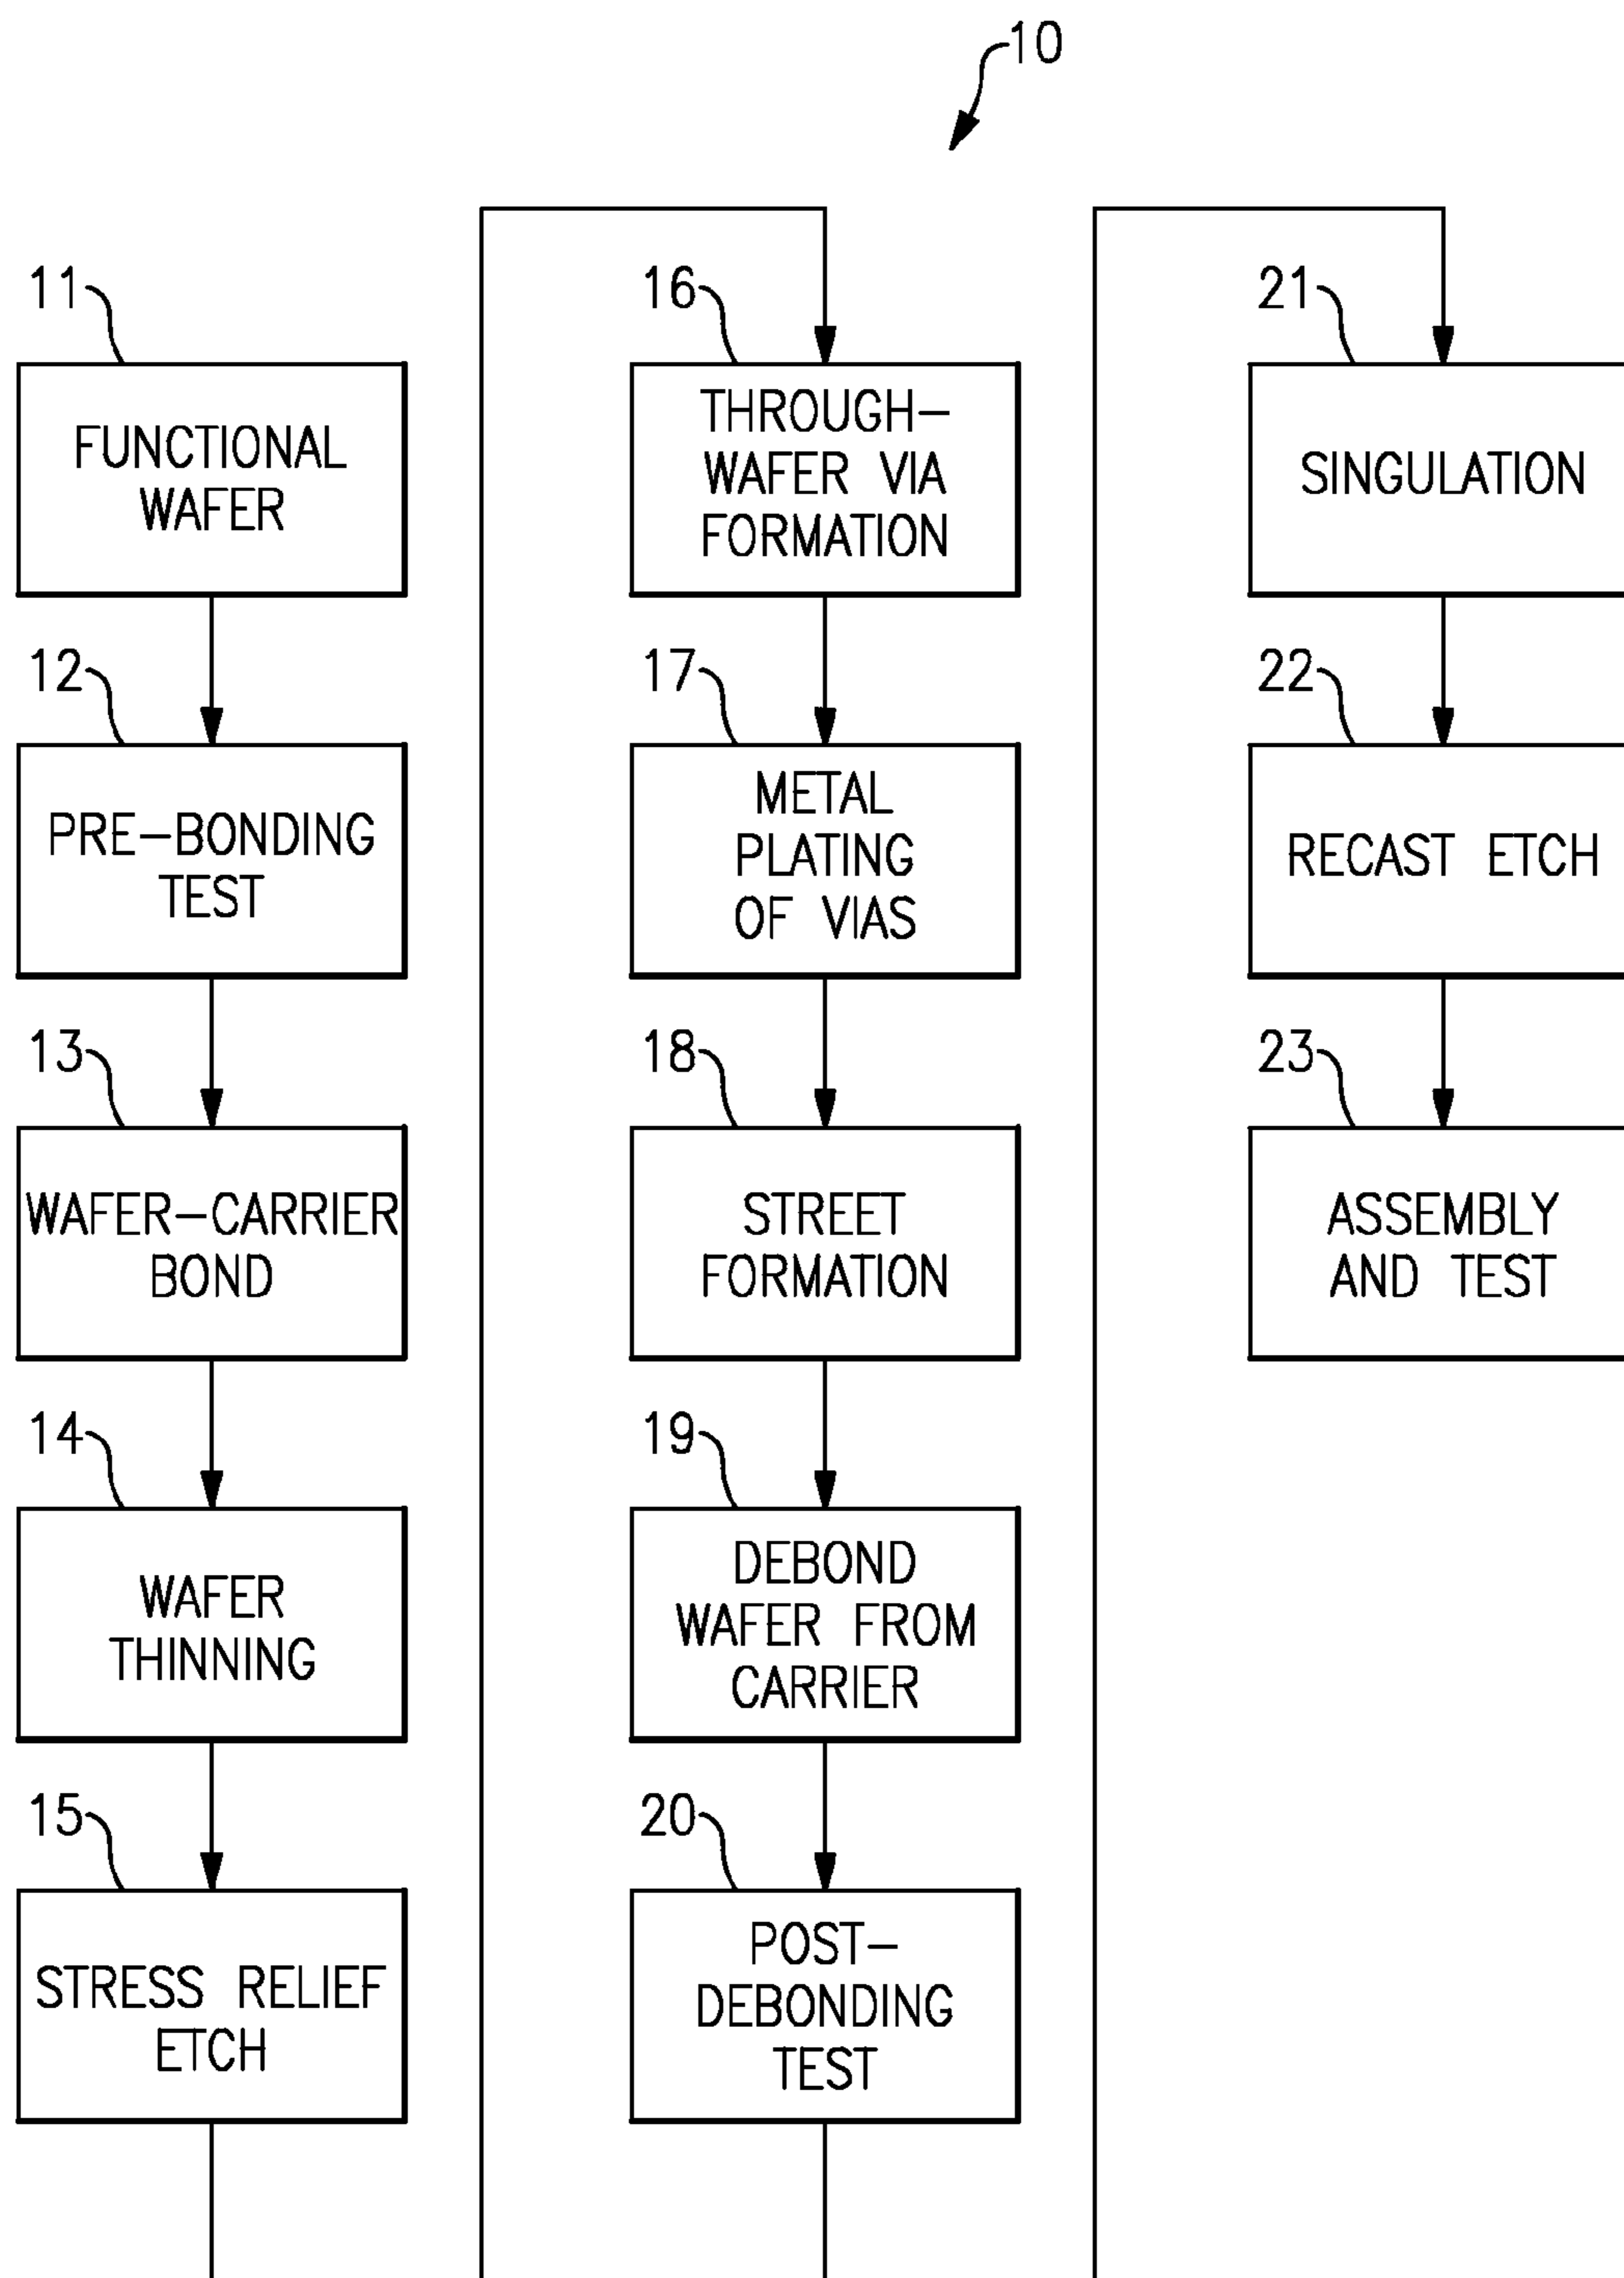 10
11
FUNCTIONAL
WAFER
12
PRE-BONDING
TEST
13
WAFER-CARRIER
BOND
14
WAFER
THINNING
15
STRESS RELIEF
ETCH
16
THROUGH-
WAFER VIA
FORMATION
17
METAL
PLATING
OF VIAS
18
STREET
FORMATION
19
DEBOND
WAFER FROM
CARRIER
20
POST-
DEBONDING
TEST
21
SINGULATION
22
RECAST ETCH
23
ASSEMBLY
AND TEST